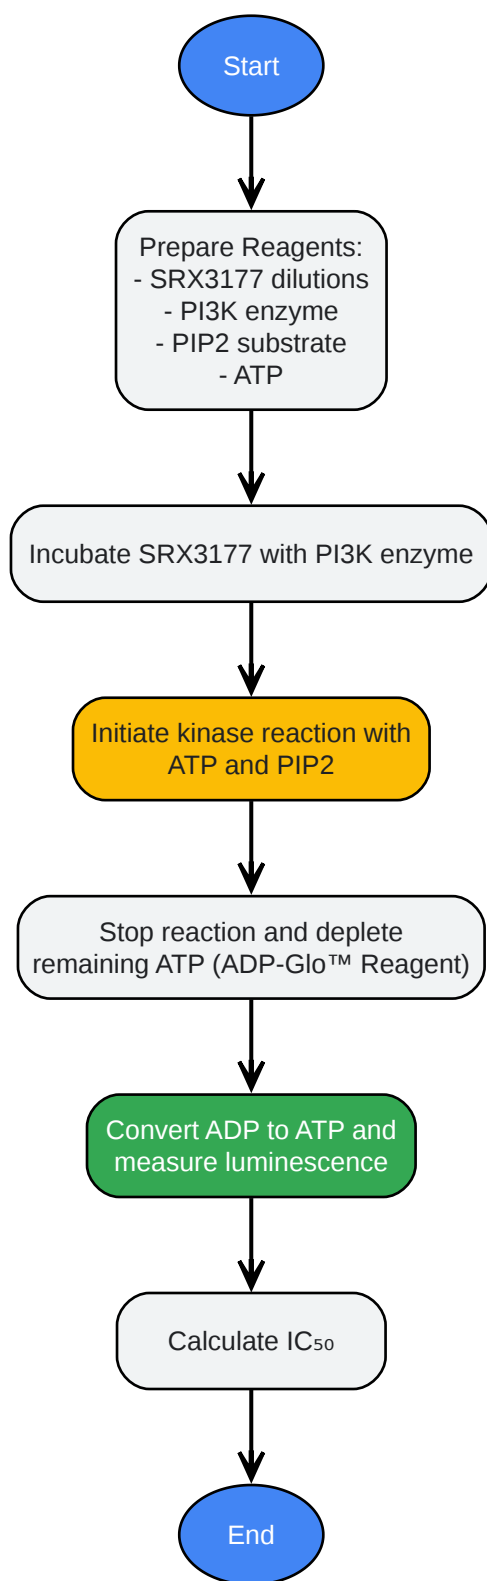 Start
Prepare Reagents:
- SRX3177 dilutions
- PI3K enzyme
- PIP2 substrate
- ATP
Incubate SRX3177 with PI3K enzyme
Initiate kinase reaction with
ATP and PIP2
Stop reaction and deplete
remaining ATP (ADP-Glo™ Reagent)
Convert ADP to ATP and
measure luminescence
Calculate IC₅₀
End